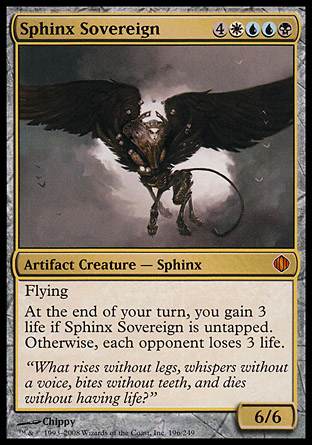 Sphinx Sovereign 4
Artifact Creature — Sphinx
Flying
At the end of your turn, you gain 3
life if Sphinx Sovereign is untapped.
Otherwise, each opponent loses 3 life.
“What rises without legs, whispers without
a voice, bites without teeth, and dies
without having life?”
Chippy
™ & © 1993–2008 Wizards of the Coast, Inc. 196/249
6/6